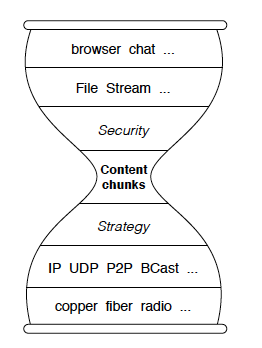 browser chat ...
File Stream ...
Security
Content
chunks
Strategy
IP UDP P2P BCast ...
copper fiber radio ...